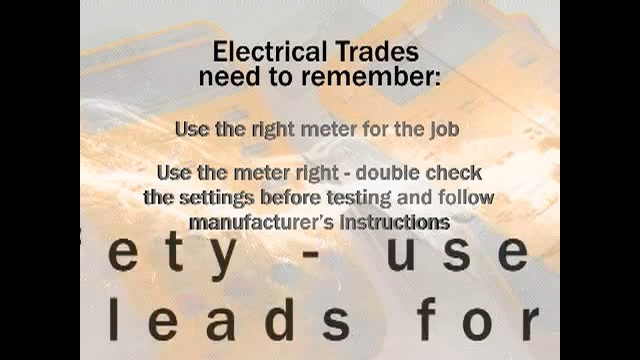 Electrical Trades
need to remember:
Use the right meter for the job
Use the meter right - double check
the settings before testing and follow
manufacturer's instructions
ety - use
leads for